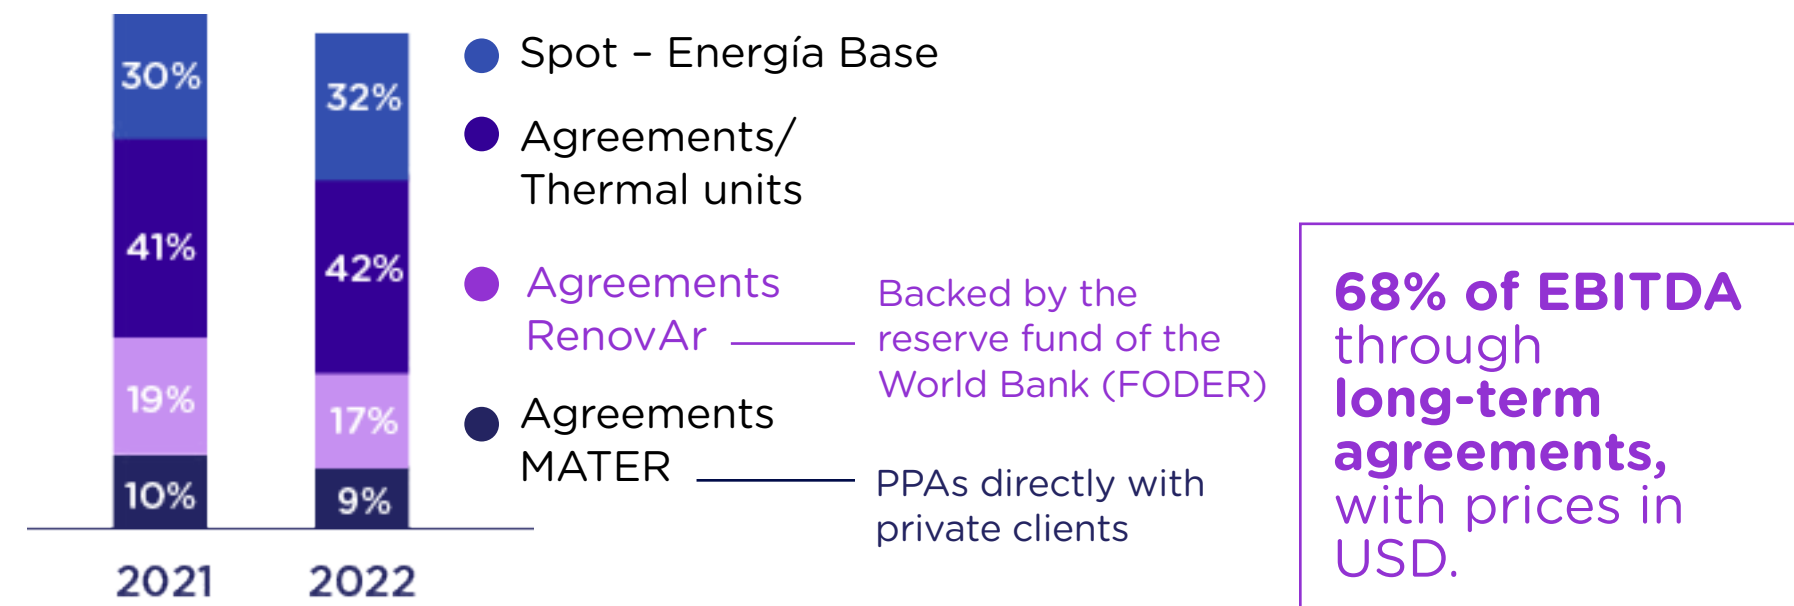 30%
41%
19%
10%
2021
32%
42%
17%
9%
2022
Spot – Energía Base
Agreements/
Thermal units
Agreements
RenovAr
Backed by the
reserve fund of the
World Bank (FODER)
Agreements
MATER
PPAs directly with
private clients
68% of EBITDA
through
long-term
agreements,
with prices in
USD.